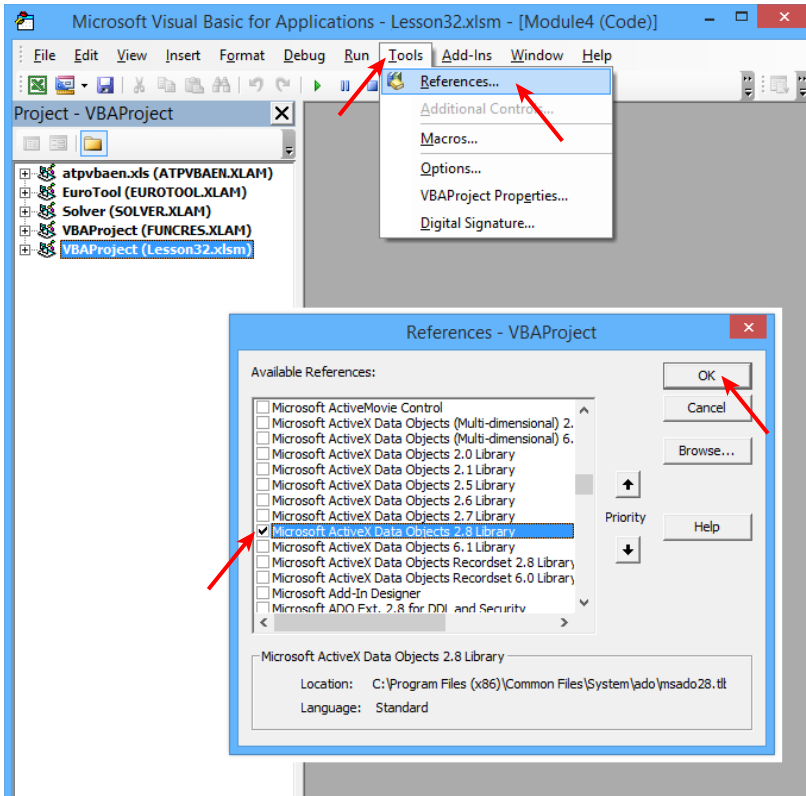 Microsoft Visual Basic for Applications - Lesson32.xlsm - [Module4 (Code)]
File Edit View Insert Format Debug Run Tools Add-Ins Window Help
References...
Additional Controls...
Macros...
Options...
VBAProject Properties...
Digital Signature...
Project - VBAProject
atpvbaen.xls (ATPVBAEN.XLAM)
EuroTool (EUROTOOL.XLAM)
Solver (SOLVER.XLAM)
VBAProject (FUNCRES.XLAM)
VBAProject (Lesson32.xlsm)
References - VBAProject
Available References:
Microsoft ActiveMovie Control
Microsoft ActiveX Data Objects (Multi-dimensional) 2.
Microsoft ActiveX Data Objects (Multi-dimensional) 6.
Microsoft ActiveX Data Objects 2.0 Library
Microsoft ActiveX Data Objects 2.1 Library
Microsoft ActiveX Data Objects 2.5 Library
Microsoft ActiveX Data Objects 2.6 Library
Microsoft ActiveX Data Objects 2.7 Library
Microsoft ActiveX Data Objects 2.8 Library
Microsoft ActiveX Data Objects 6.1 Library
Microsoft ActiveX Data Objects Recordset 2.8 Library
Microsoft ActiveX Data Objects Recordset 6.0 Library
Microsoft Add-In Designer
Microsoft ADO Ext. 2.8 for DDL and Security
OK
Cancel
Browse...
Priority
Help
Microsoft ActiveX Data Objects 2.8 Library
Location: C:\Program Files (x86)\Common Files\System\ado\msado28.tlb
Language: Standard